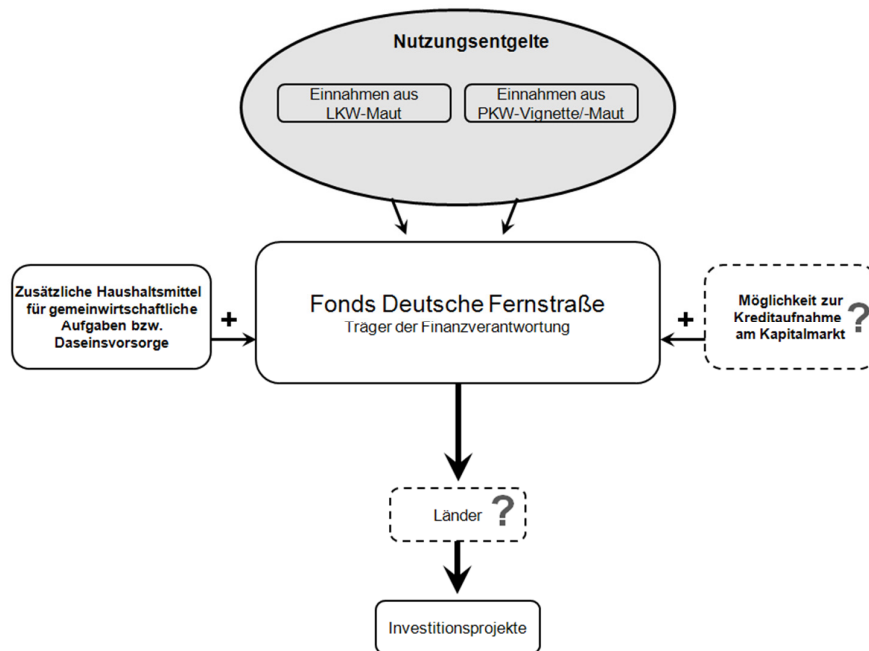 Nutzungsentgelte
Einnahmen aus
LKW-Maut
Einnahmen aus
PKW-Vignette/-Maut
Zusätzliche Haushaltsmittel
für gemeinwirtschaftliche
Aufgaben bzw.
Daseinsvorsorge
+
Fonds Deutsche Fernstraße
Träger der Finanzverantwortung
+
Möglichkeit zur
Kreditaufnahme
am Kapitalmarkt
?
Länder ?
Investitionsprojekte